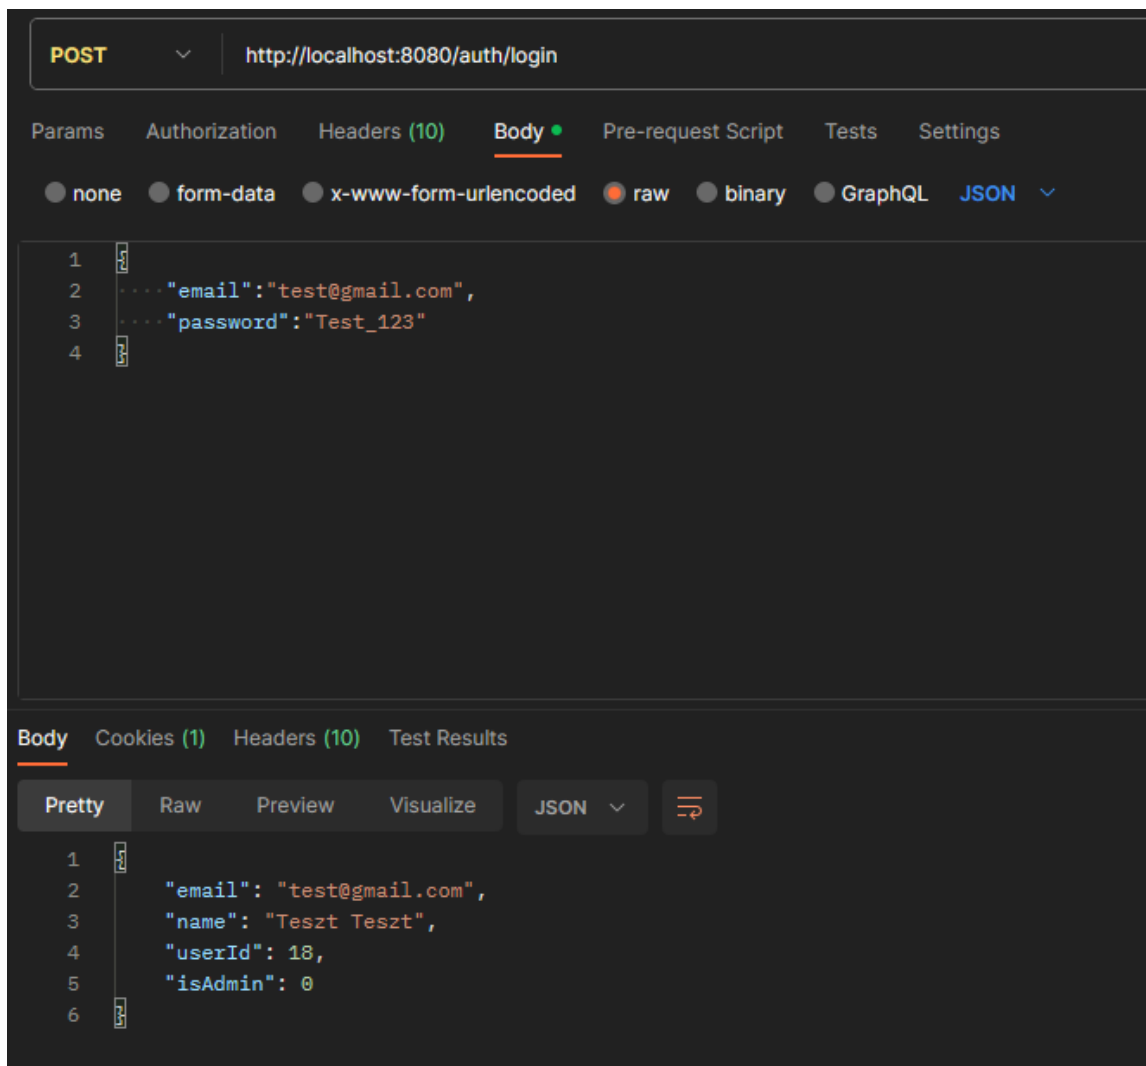 POST http://localhost:8080/auth/login
Params Authorization Headers (10) Body Pre-request Script Tests Settings
none form-data x-www-form-urlencoded raw binary GraphQL JSON
1 {
2 "email":"test@gmail.com",
3 "password":"Test_123"
4 }
Body Cookies (1) Headers (10) Test Results
Pretty Raw Preview Visualize JSON
1 {
2 "email": "test@gmail.com",
3 "name": "Teszt Teszt",
4 "userId": 18,
5 "isAdmin": 0
6 }